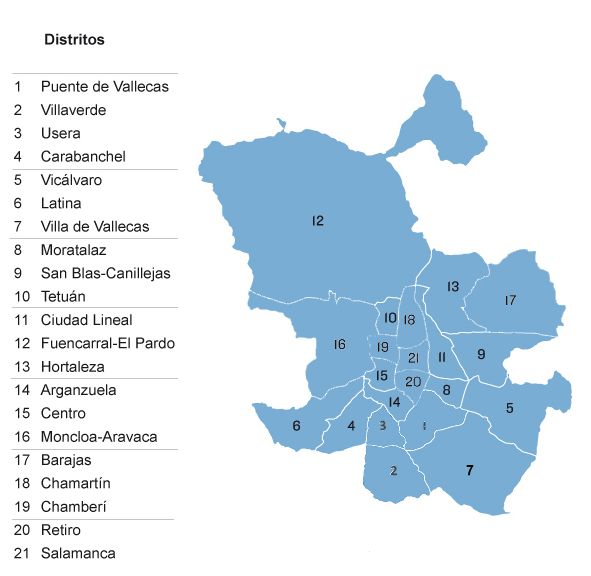 Distritos
1 Puente de Vallecas
2 Villaverde
3 Usera
4 Carabanchel
5 Vicálvaro
6 Latina
7 Villa de Vallecas
8 Moratalaz
9 San Blas-Canillejas
10 Tetuán
11 Ciudad Lineal
12 Fuencarral-El Pardo
13 Hortaleza
14 Arganzuela
15 Centro
16 Moncloa-Aravaca
17 Barajas
18 Chamartín
19 Chamberí
20 Retiro
21 Salamanca
12
13
17
10
18
16
19
21
11
9
15
20
8
14
5
6
4
3
1
2
7